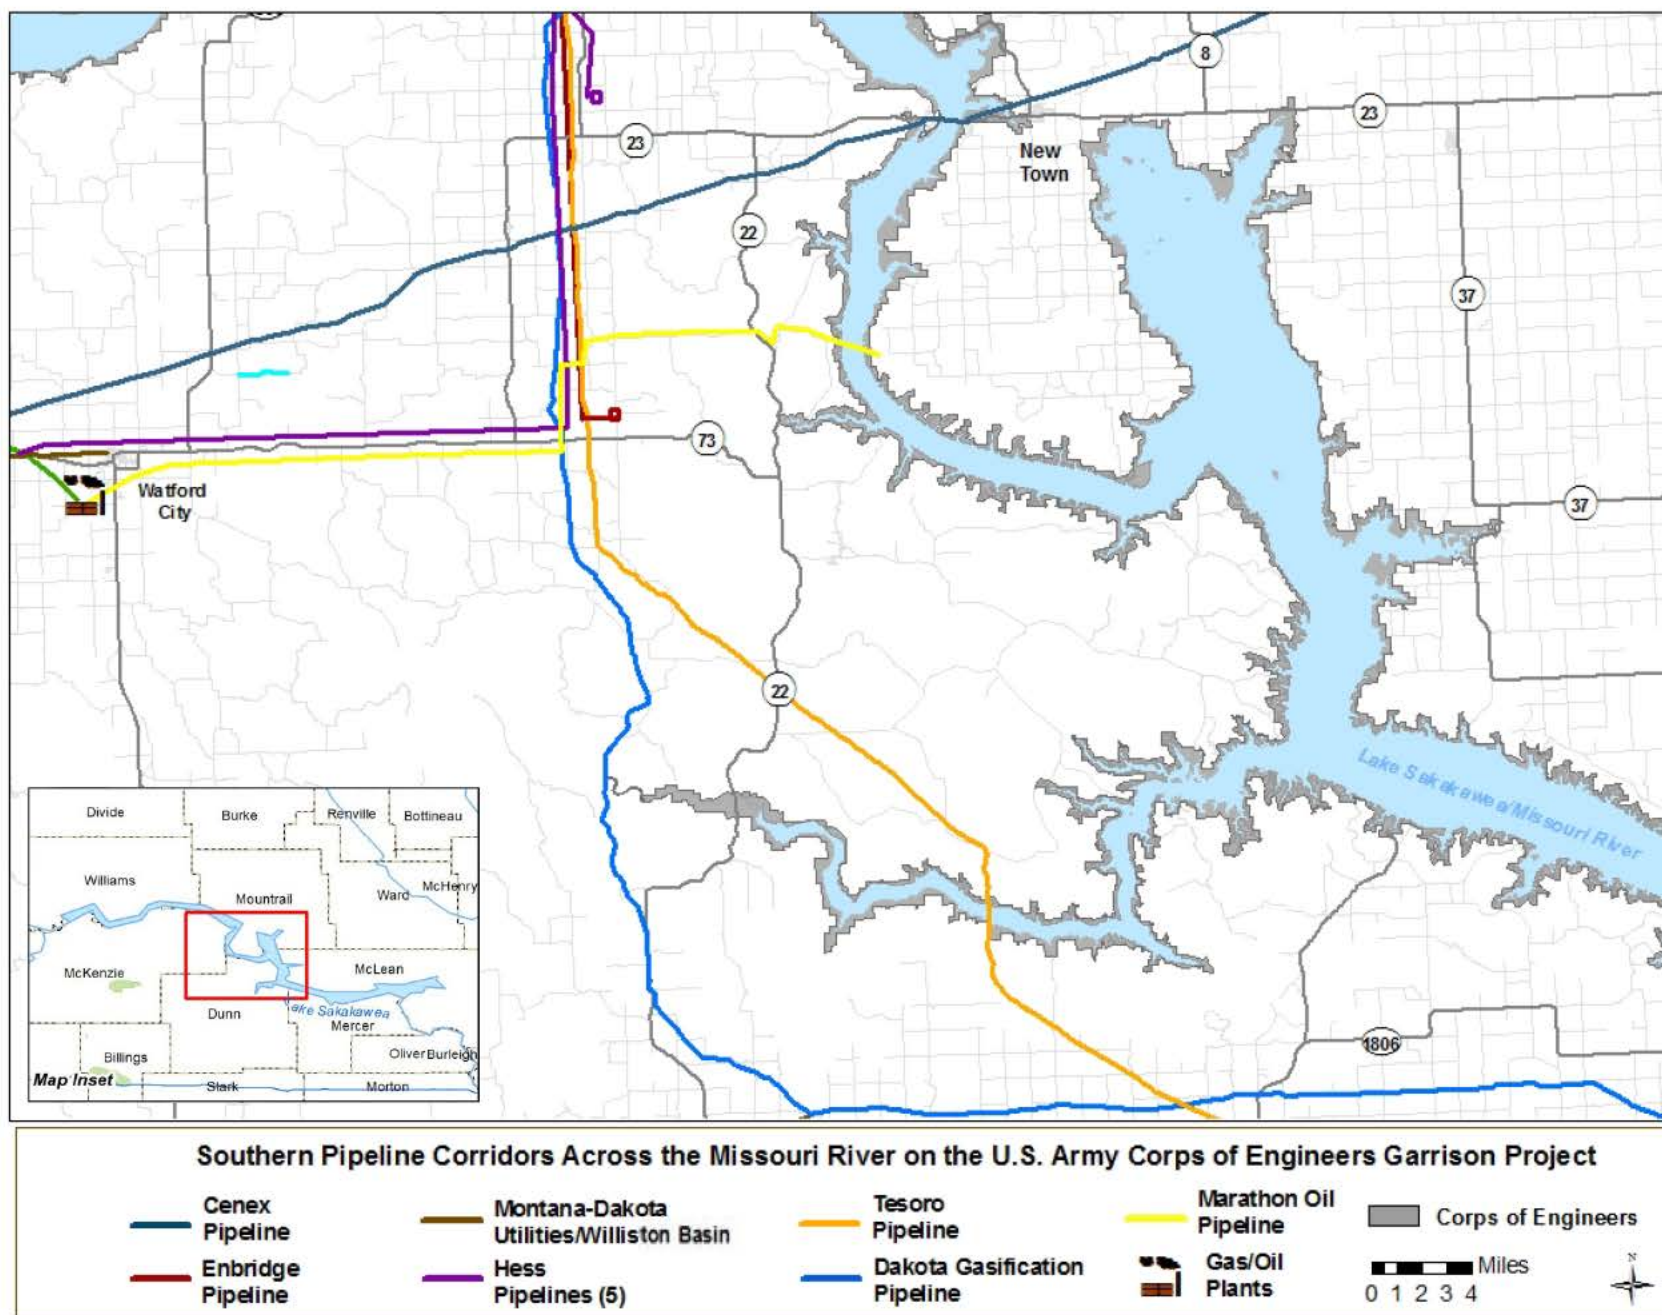 8
23
23
New
Town
22
37
73
37
Watford
City
22
Lake Sakakawea/Missouri River
Divide
Burke
Renville
Bottineau
Williams
Mountrail
Ward
McHenry
McKenzie
McLean
Dunn
ake Sakakawea
Mercer
Billings
Oliver
Burleigh
Map Inset
Stark
Morton
1806
Southern Pipeline Corridors Across the Missouri River on the U.S. Army Corps of Engineers Garrison Project
Cenex
Pipeline
Montana-Dakota
Utilities/Williston Basin
Tesoro
Pipeline
Marathon Oil
Pipeline
Corps of Engineers
Enbridge
Pipeline
Hess
Pipelines (5)
Dakota Gasification
Pipeline
Gas/Oil
Plants
Miles
0 1 2 3 4
N